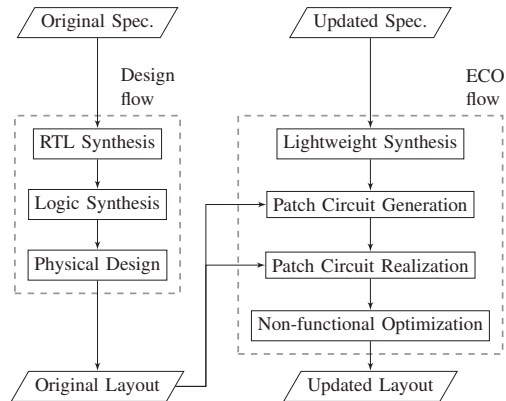 Original Spec.
Updated Spec.
Design
flow
ECO
flow
RTL Synthesis
Lightweight Synthesis
Logic Synthesis
Patch Circuit Generation
Physical Design
Patch Circuit Realization
Non-functional Optimization
Original Layout
Updated Layout